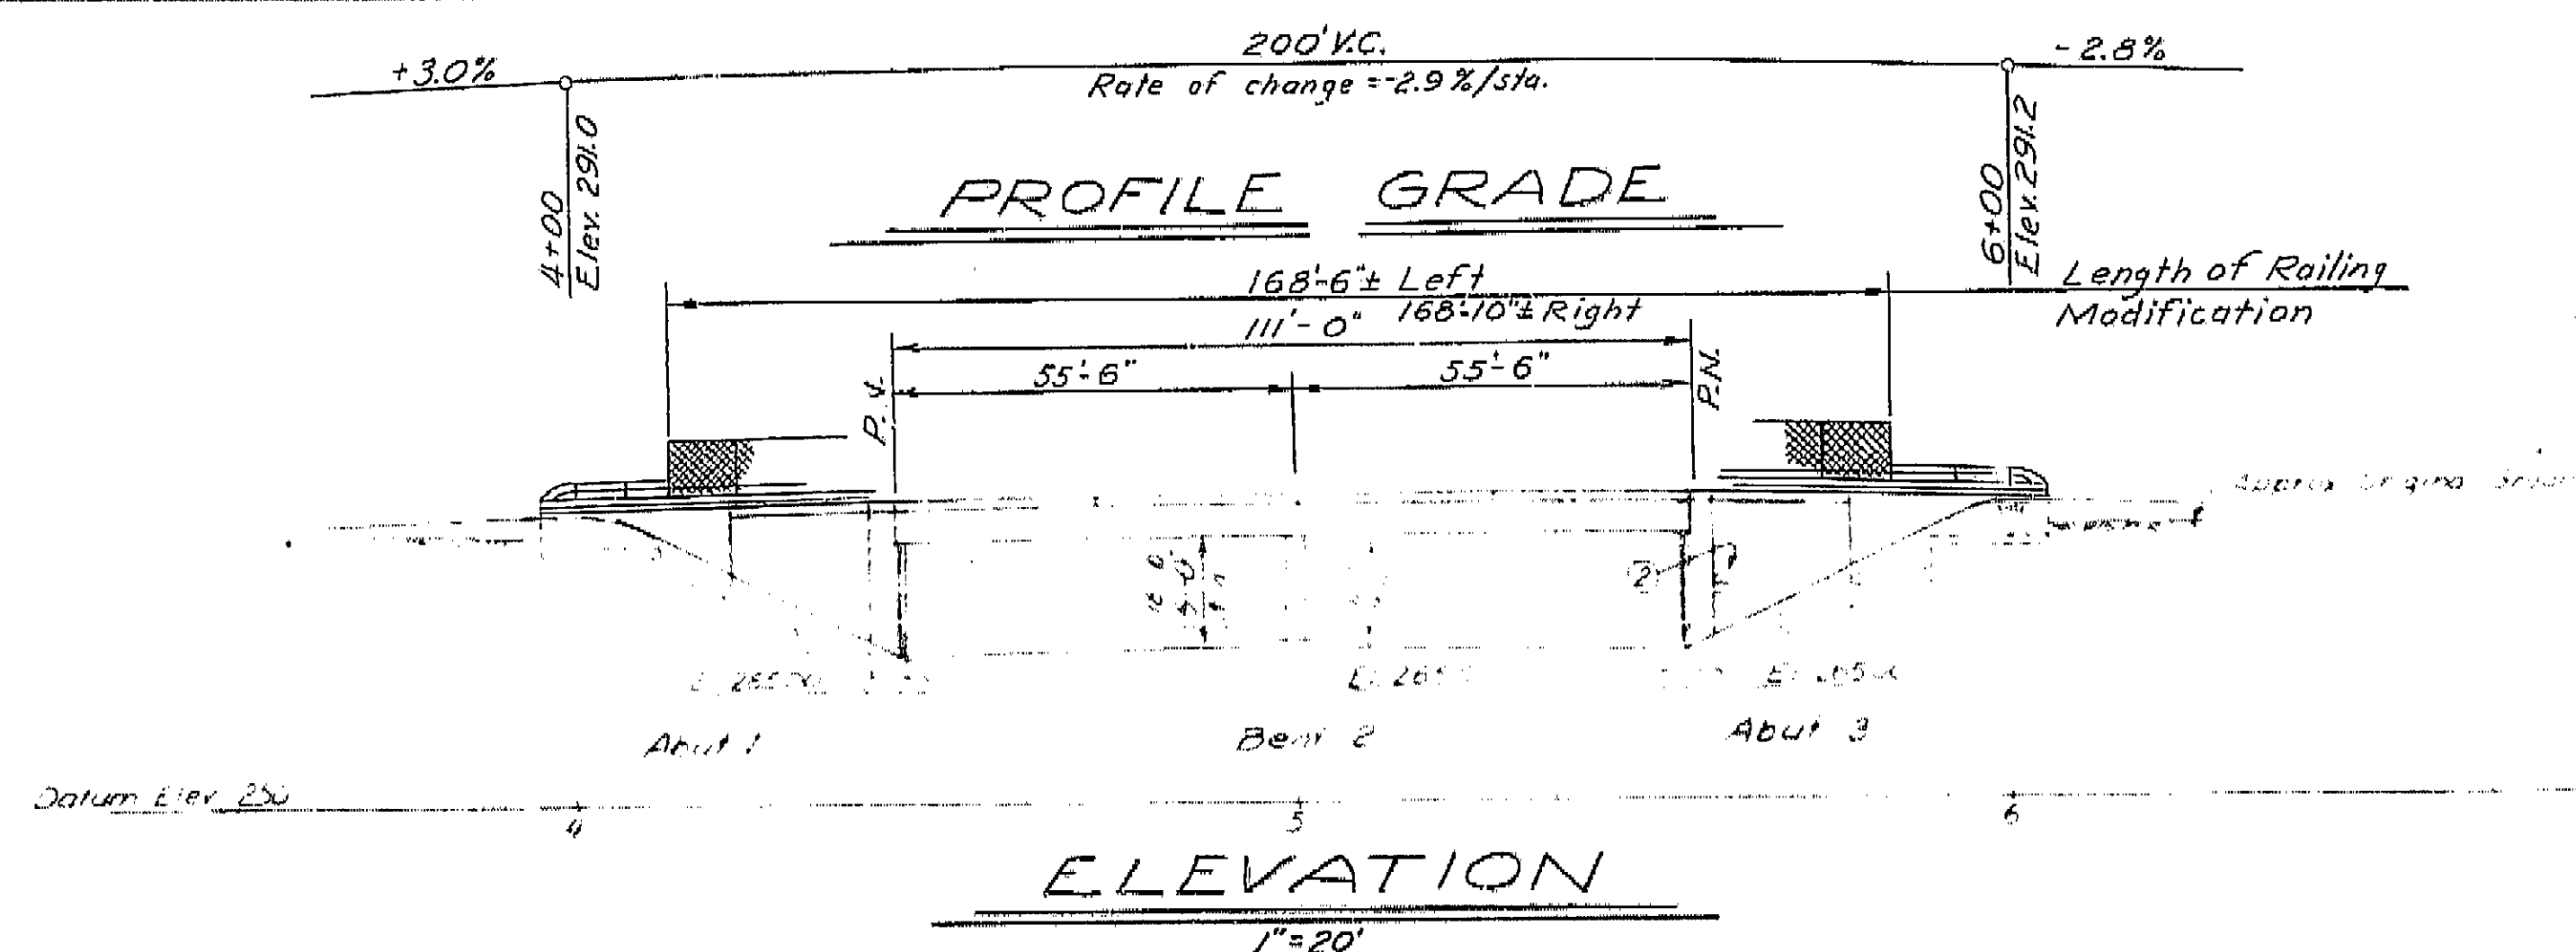 200' V.C.
+3.0%
-2.8%
Rate of change = -2.9%/sta.
4+00
Elev. 291.0
6+00
Elev. 291.2
PROFILE GRADE
168'-6"± Left
168'-10"± Right
Length of Railing
Modification
111'-0"
55'-6"
55'-6"
P.
P.N.
Approx
2
Abut 1
Bent 2
Abut 3
Datum Elev 250
4
5
6
ELEVATION
1"=20'